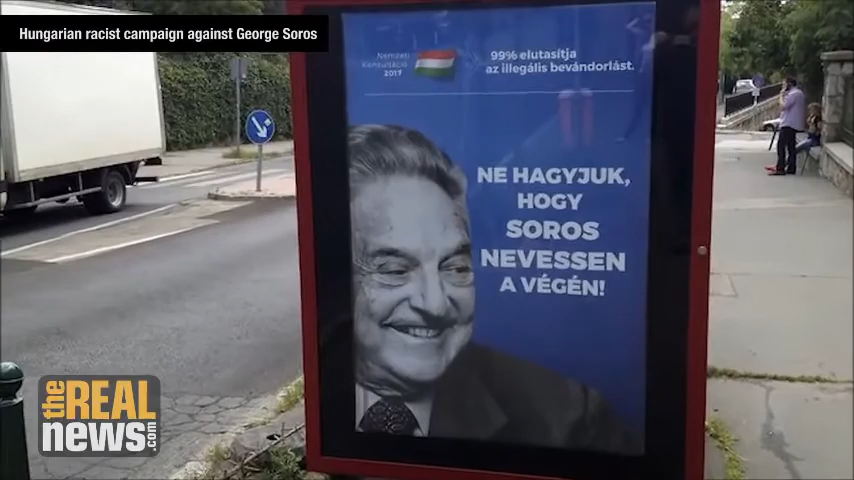 Hungarian racist campaign against George Soros
Nemzeti
Konzultáció
2017
99% elutasítja
az illegális bevándorlást.
NE HAGYJUK,
HOGY
SOROS
NEVESSEN
A VÉGÉN!
the REAL
news.com